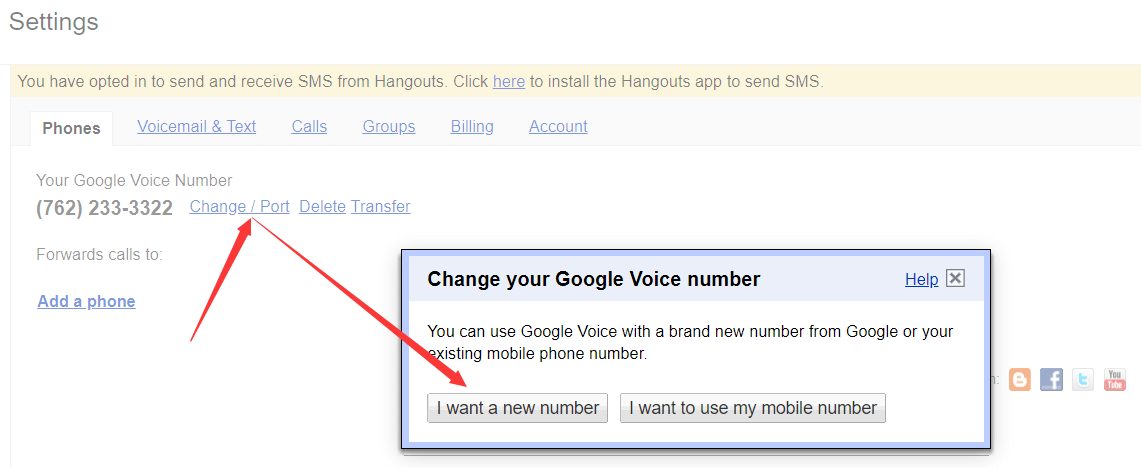 Settings
You have opted in to send and receive SMS from Hangouts. Click here to install the Hangouts app to send SMS.
Phones Voicemail & Text Calls Groups Billing Account
Your Google Voice Number
(762) 233-3322 Change / Port Delete Transfer
Forwards calls to:
Add a phone
Change your Google Voice number Help
You can use Google Voice with a brand new number from Google or your
existing mobile phone number.
I want a new number I want to use my mobile number
You
Tube